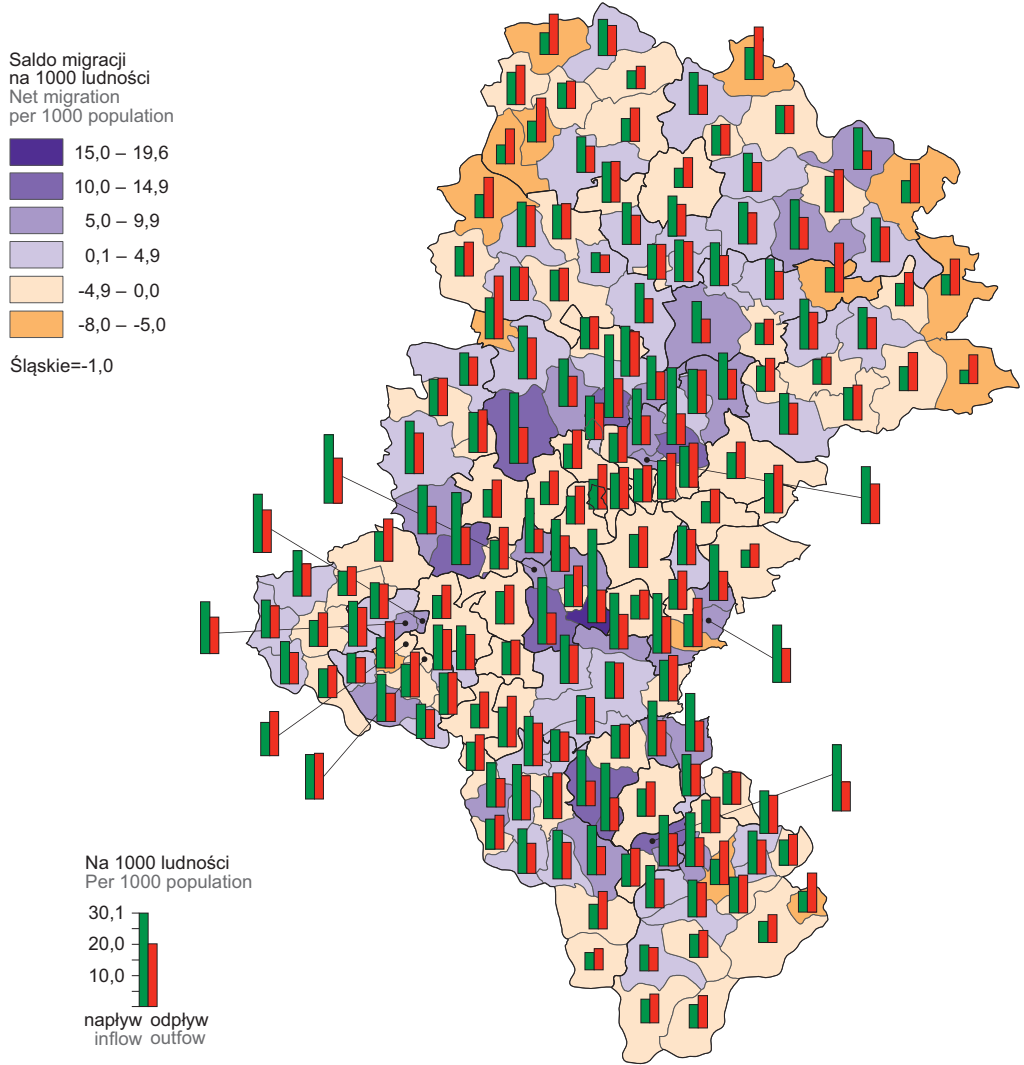 Saldo migracji
na 1000 ludności
Net migration
per 1000 population
15,0 – 19,6
10,0 – 14,9
5,0 – 9,9
0,1 – 4,9
-4,9 – 0,0
-8,0 – -5,0
Śląskie=-1,0
Na 1000 ludności
Per 1000 population
30,1
20,0
10,0
napływ odpływ
inflow outfow